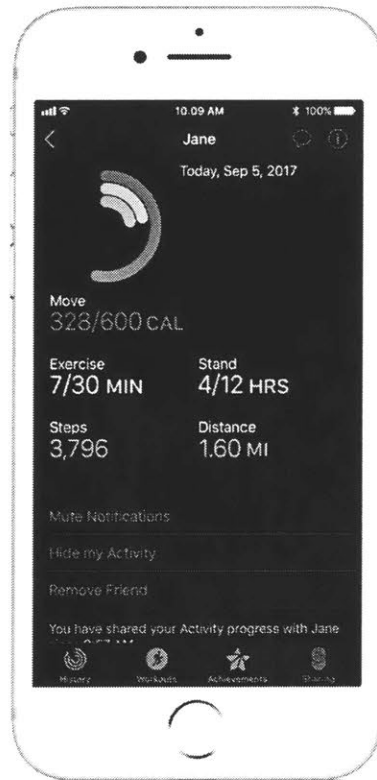 10.09 AM 100%
Jane
Today, Sep 5, 2017
Move
328/600 CAL
Exercise Stand
7/30 MIN 4/12 HRS
Steps Distance
3,796 1.60 MI
Mute Notifications
Hide my Activity
Remove Friend
You have shared your Activity progress with Jane
History Workouts Achievements Sharing